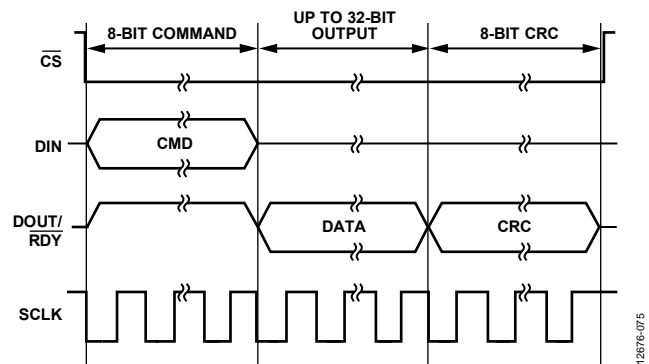 8-BIT COMMAND
UP TO 32-BIT
OUTPUT
8-BIT CRC
CS
DIN
CMD
DOUT/
RDY
DATA
CRC
SCLK
12676-075